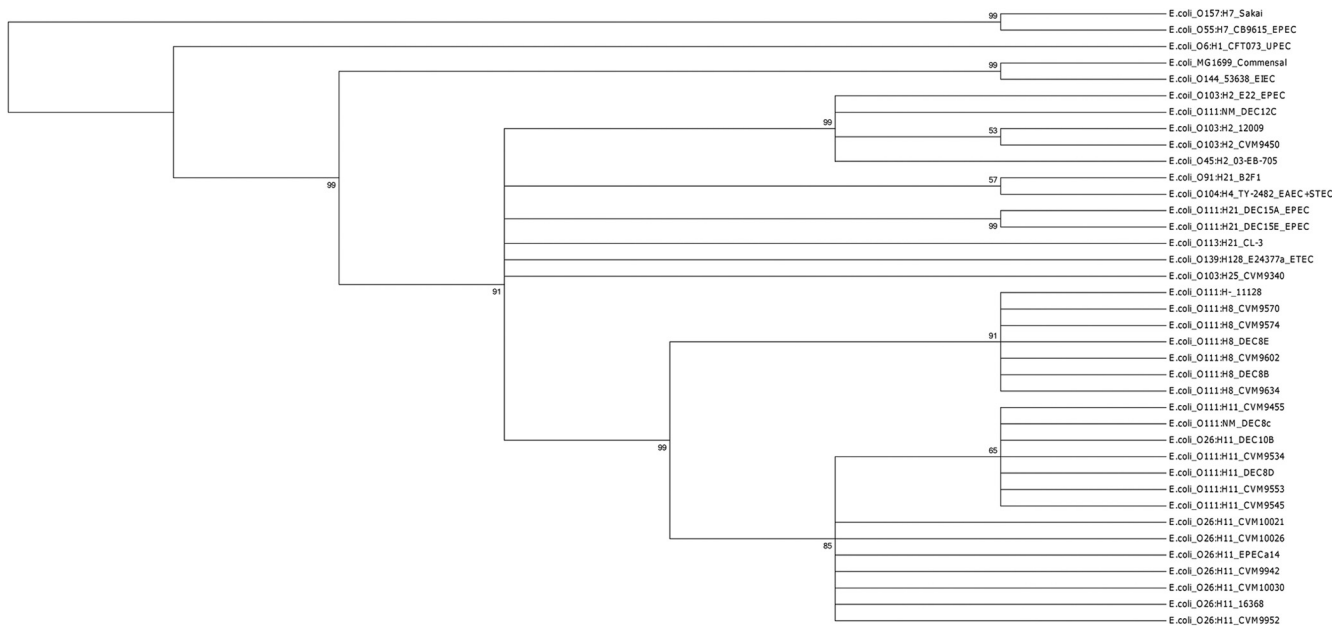 99
E.coli_O157:H7_Sakai
E.coli_O55:H7_CB9615_EPEC
E.coli_O6:H1_CFT073_UPEC
99
E.coli_MG1699_Commensal
E.coli_O144_53638_EIEC
E.coil_O103:H2_E22_EPEC
E.coli_O111:NM_DEC12C
99
53
E.coli_O103:H2_12009
E.coli_O103:H2_CVM9450
E.coli_O45:H2_03-EB-705
99
57
E.coli_O91:H21_B2F1
E.coli_O104:H4_TY-2482_EAEC+STEC
E.coli_O111:H21_DEC15A_EPEC
99
E.coli_O111:H21_DEC15E_EPEC
E.coli_O113:H21_CL-3
E.coli_O139:H128_E24377a_ETEC
E.coli_O103:H25_CVM9340
91
E.coli_O111:H-_11128
E.coli_O111:H8_CVM9570
E.coli_O111:H8_CVM9574
91
E.coli_O111:H8_DEC8E
E.coli_O111:H8_CVM9602
E.coli_O111:H8_DEC8B
E.coli_O111:H8_CVM9634
E.coli_O111:H11_CVM9455
E.coli_O111:NM_DEC8c
E.coli_O26:H11_DEC10B
99
65
E.coli_O111:H11_CVM9534
E.coli_O111:H11_DEC8D
E.coli_O111:H11_CVM9553
E.coli_O111:H11_CVM9545
E.coli_O26:H11_CVM10021
E.coli_O26:H11_CVM10026
85
E.coli_O26:H11_EPECa14
E.coli_O26:H11_CVM9942
E.coli_O26:H11_CVM10030
E.coli_O26:H11_16368
E.coli_O26:H11_CVM9952